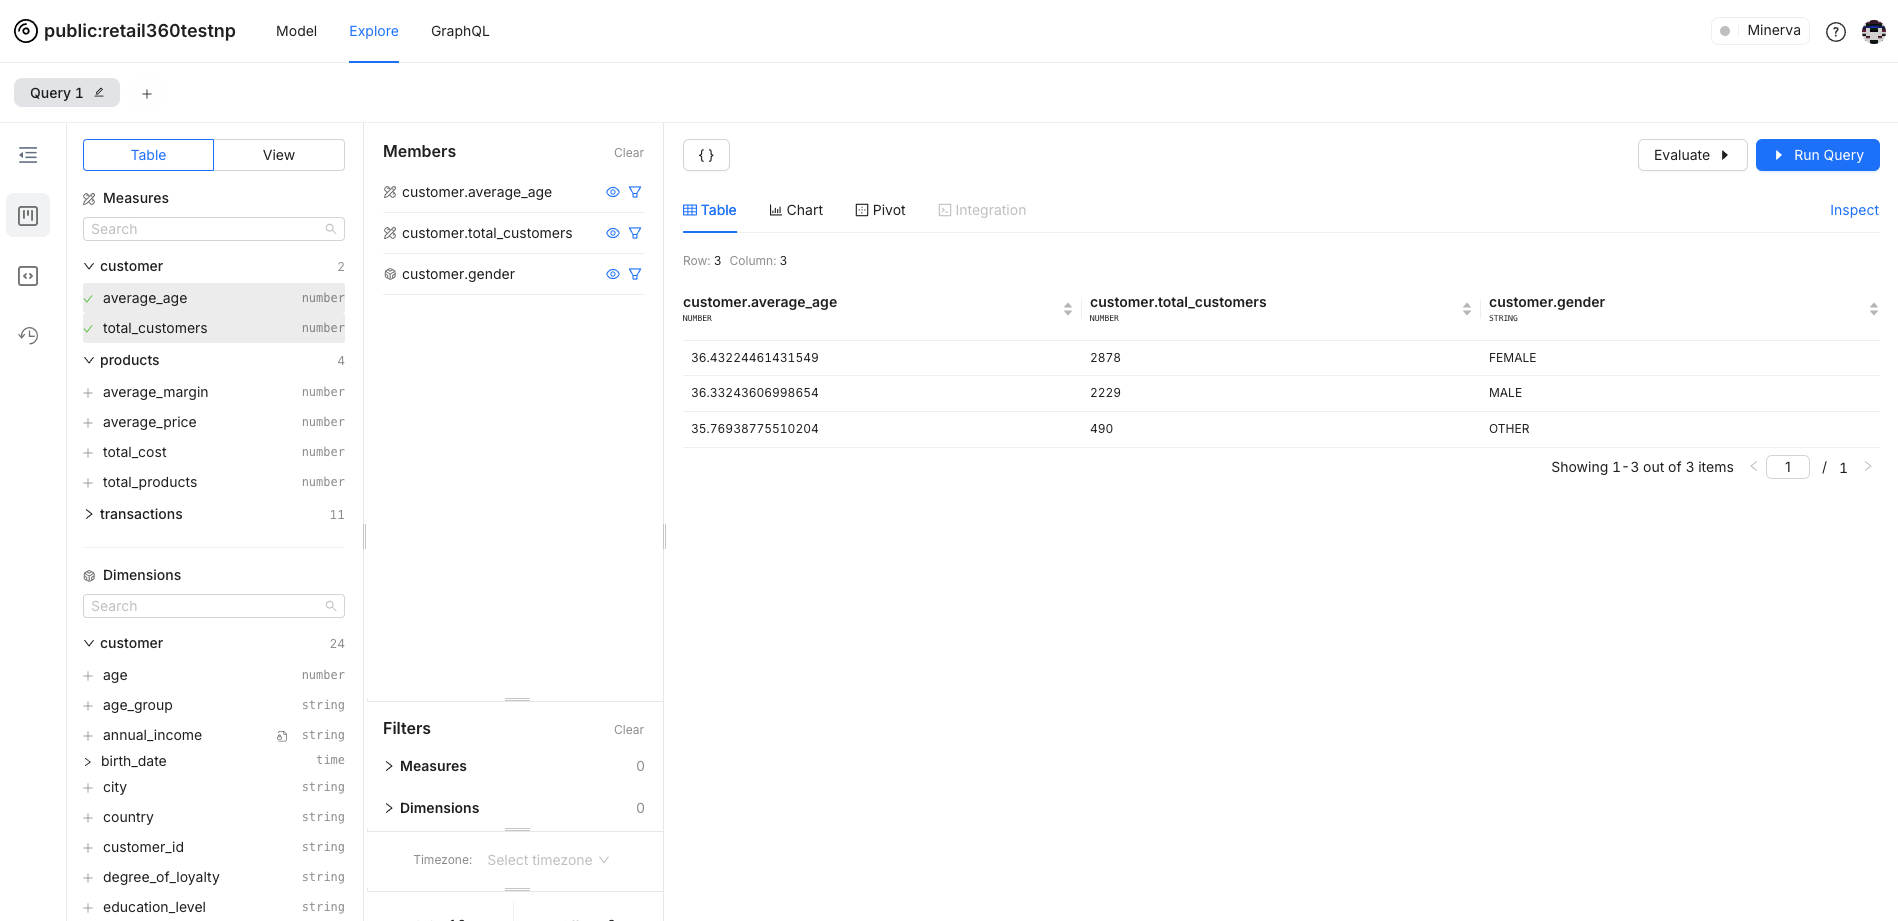 public:retail360testnp
Model
Explore
GraphQL
Minerva
Query 1
Table
View
Measures
Search
customer 2
average_age number
total_customers number
products 4
average_margin number
average_price number
total_cost number
total_products number
transactions 11
Dimensions
Search
customer 24
age number
age_group string
annual_income string
birth_date time
city string
country string
customer_id string
degree_of_loyalty string
education_level string
Members Clear
customer.average_age
customer.total_customers
customer.gender
Filters Clear
Measures 0
Dimensions 0
Timezone: Select timezone
{ }
Evaluate
Run Query
Table
Chart
Pivot
Integration
Inspect
Row: 3 Column: 3
customer.average_age customer.total_customers customer.gender
NUMBER NUMBER STRING
36.43224461431549 2878 FEMALE
36.33243606998654 2229 MALE
35.76938775510204 490 OTHER
Showing 1-3 out of 3 items < 1 / 1 >